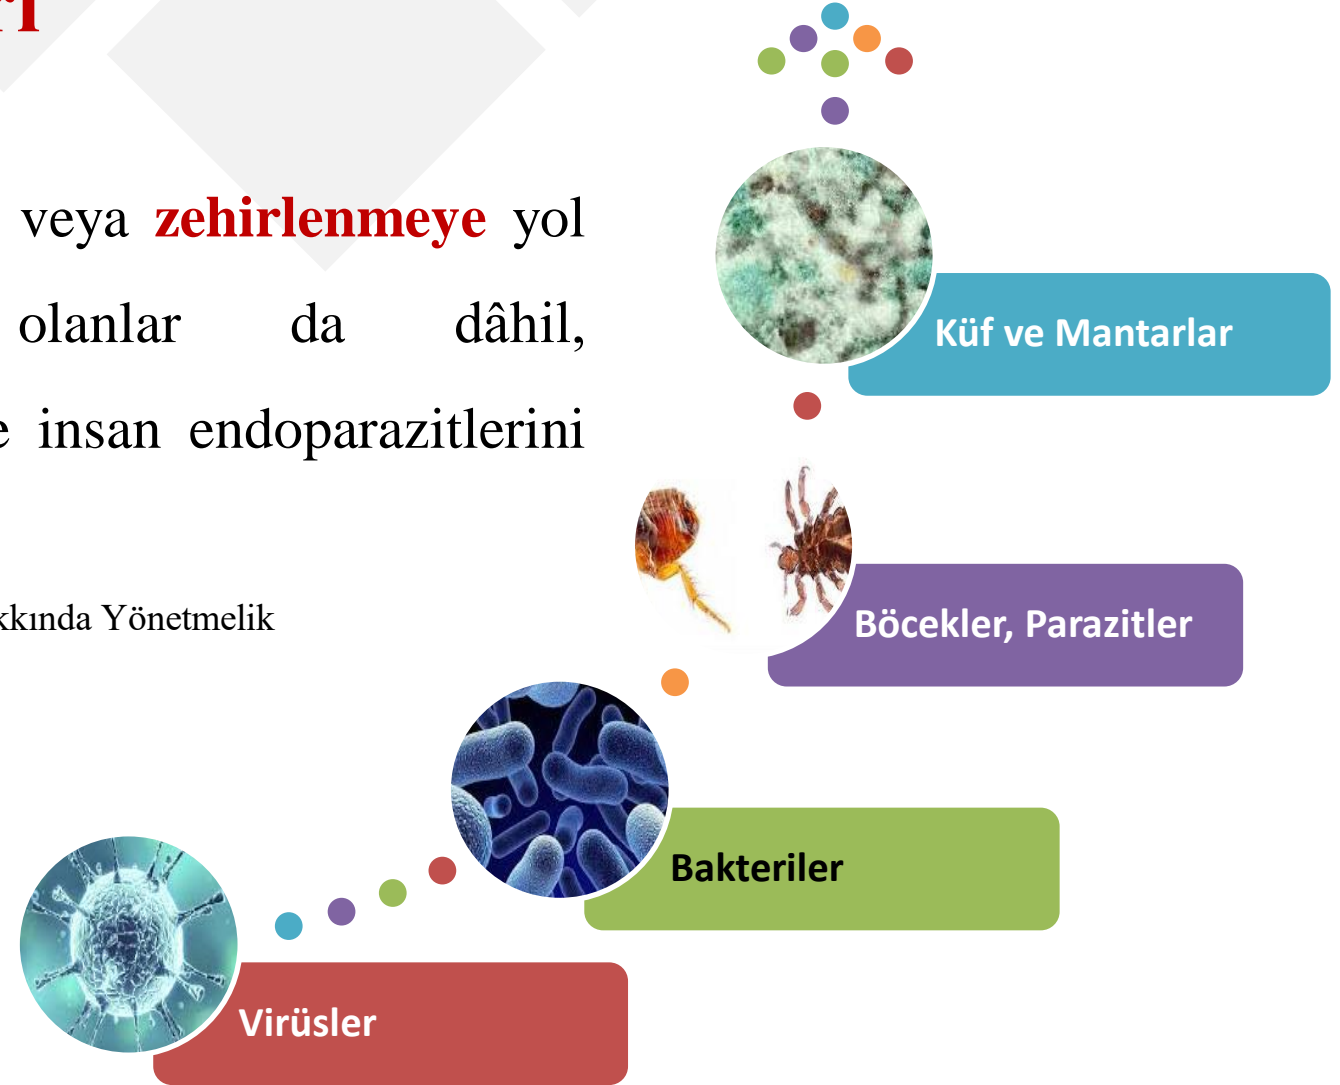 veya zehirlenmeye yol
olanlar da dâhil,
insan endoparazitlerini
Yönetmelik
Küf ve Mantarlar
Böcekler, Parazitler
Bakteriler
Virüsler